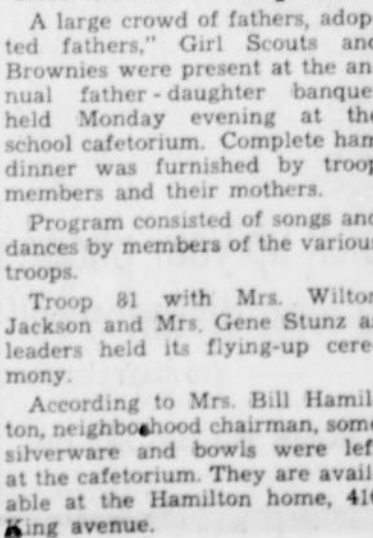 A large crowd of fathers, adop
ted fathers," Girl Scouts and
Brownies were present at the an
nual father-daughter banque
held Monday evening at the
school cafetorium. Complete ham
dinner was furnished by troop
members and their mothers.
Program consisted of songs and
dances by members of the various
troops.
Troop 81 with Mrs. Wilton
Jackson and Mrs. Gene Stunz as
leaders held its flying-up cere-
mony.
According to Mrs. Bill Hamil-
ton, neighborhood chairman, some
silverware and bowls were left
at the cafetorium. They are avail
able at the Hamilton home, 410
King avenue.